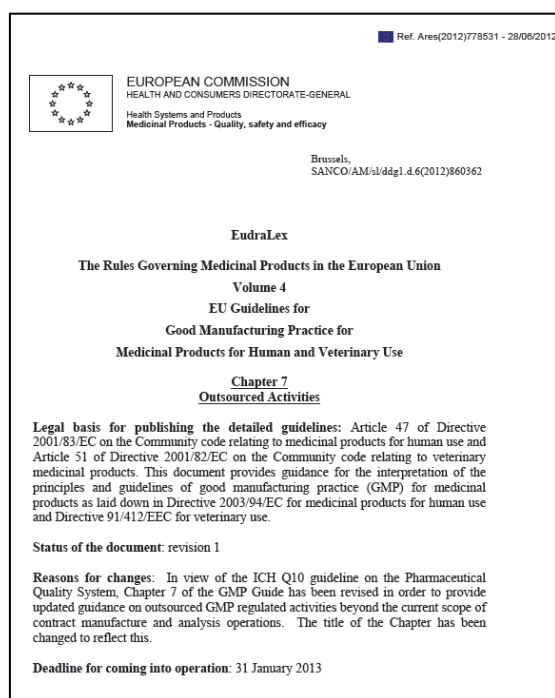 Ref. Ares(2012)778531 - 28/06/2012
EUROPEAN COMMISSION
HEALTH AND CONSUMERS DIRECTORATE-GENERAL
Health Systems and Products
Medicinal Products - Quality, safety and efficacy
Brussels,
SANCO/AM/sl/ddg1.d.6(2012)860362
EudraLex
The Rules Governing Medicinal Products in the European Union
Volume 4
EU Guidelines for
Good Manufacturing Practice for
Medicinal Products for Human and Veterinary Use
Chapter 7
Outsourced Activities
Legal basis for publishing the detailed guidelines: Article 47 of Directive
2001/83/EC on the Community code relating to medicinal products for human use and
Article 51 of Directive 2001/82/EC on the Community code relating to veterinary
medicinal products. This document provides guidance for the interpretation of the
principles and guidelines of good manufacturing practice (GMP) for medicinal
products as laid down in Directive 2003/94/EC for medicinal products for human use
and Directive 91/412/EEC for veterinary use.
Status of the document: revision 1
Reasons for changes: In view of the ICH Q10 guideline on the Pharmaceutical
Quality System, Chapter 7 of the GMP Guide has been revised in order to provide
updated guidance on outsourced GMP regulated activities beyond the current scope of
contract manufacture and analysis operations. The title of the Chapter has been
changed to reflect this.
Deadline for coming into operation: 31 January 2013